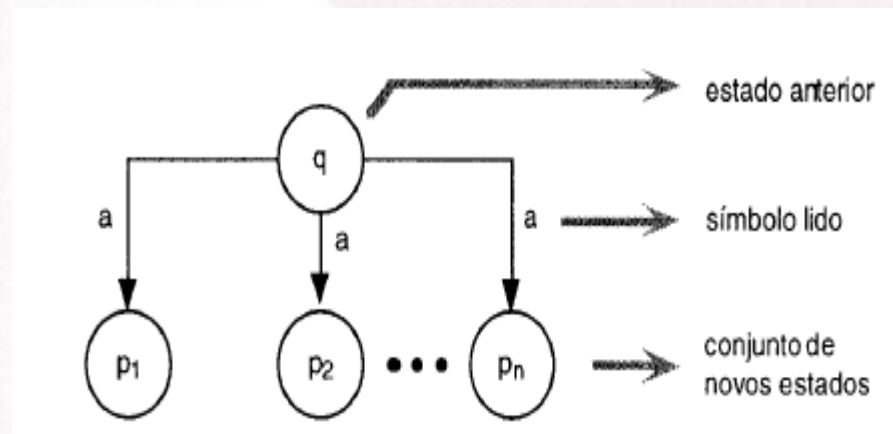 estado anterior
q
a
a
a
símbolo lido
p1
p2
pn
conjunto de
novos estados